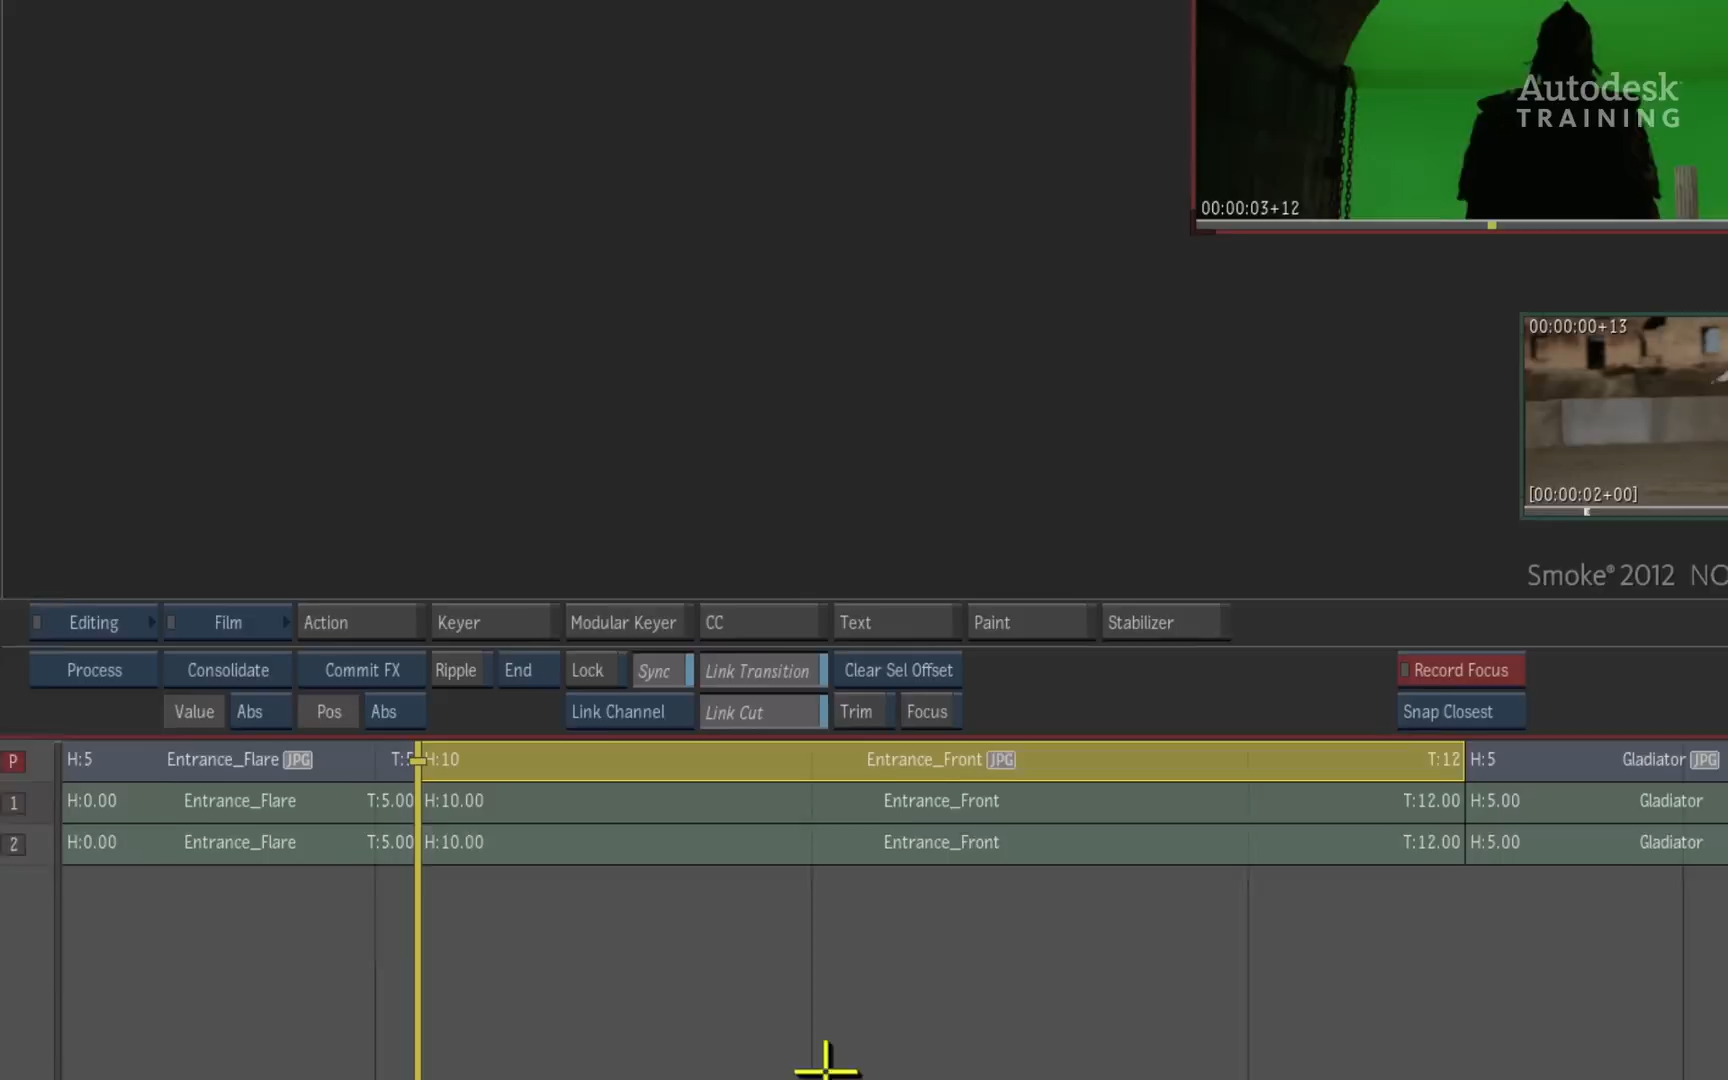 Autodesk
TRAINING
00:00:03+12
00:00:00+13
[00:00:02+00]
Smoke® 2012 NO
Editing Film Action Keyer Modular Keyer CC Text Paint Stabilizer
Process Consolidate Commit FX Ripple End Lock Sync Link Transition Clear Sel Offset Record Focus
Value Abs Pos Abs Link Channel Link Cut Trim Focus Snap Closest
P H:5 Entrance_Flare JPG T:5 H:10 Entrance_Front JPG T:12 H:5 Gladiator JPG
1 H:0.00 Entrance_Flare T:5.00 H:10.00 Entrance_Front T:12.00 H:5.00 Gladiator
2 H:0.00 Entrance_Flare T:5.00 H:10.00 Entrance_Front T:12.00 H:5.00 Gladiator